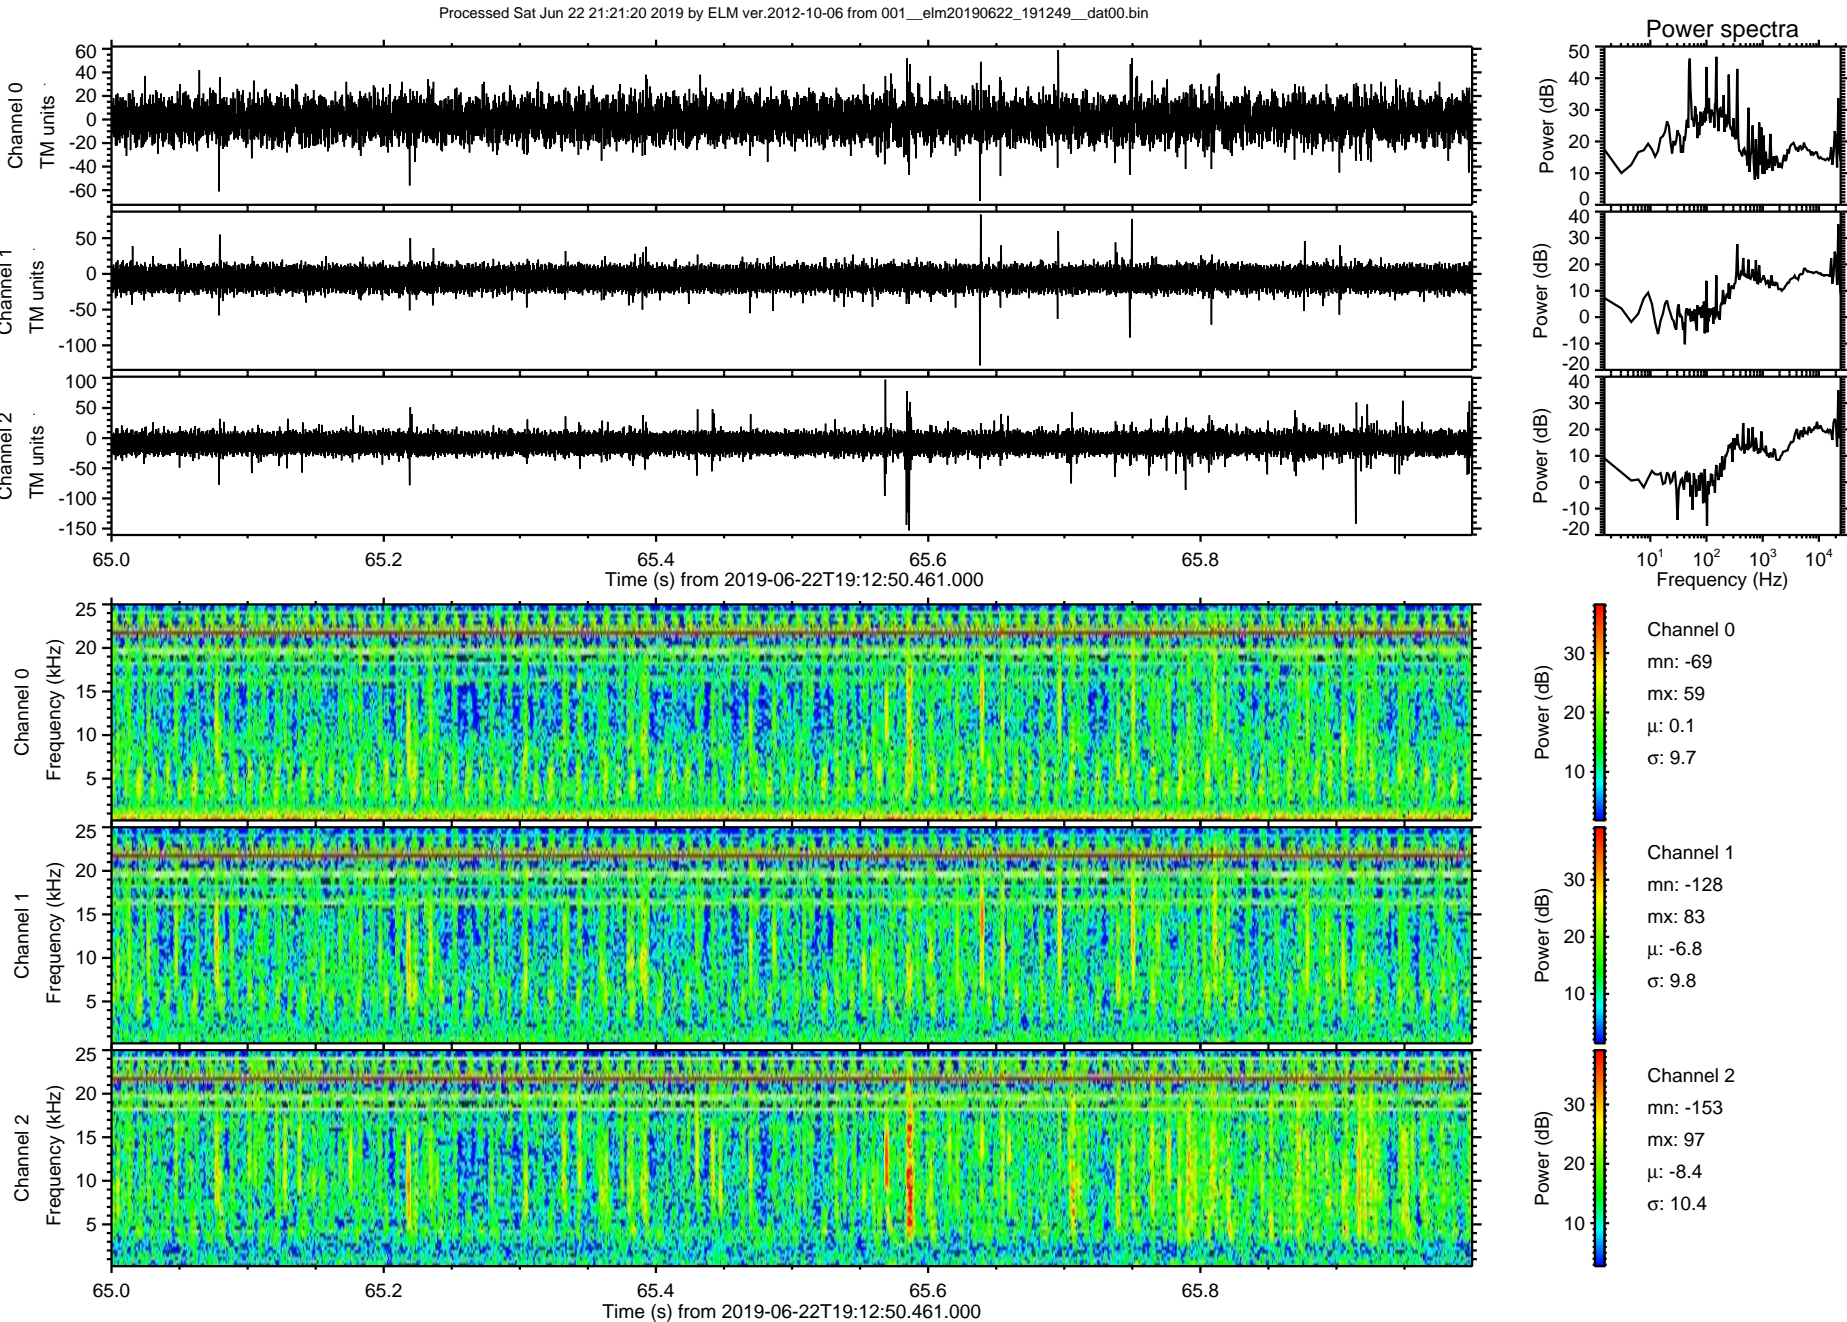 Processed Sat Jun 22 21:21:20 2019 by ELM ver.2012-10-06 from 001__elm20190622_191249__dat00.bin
Power spectra
Channel 0
TM units
60
40
20
0
-20
-40
-60
Power (dB)
50
40
30
20
10
0
Channel 1
TM units
50
0
-50
-100
Power (dB)
40
30
20
10
0
-10
-20
Channel 2
TM units
100
50
0
-50
-100
-150
Power (dB)
40
30
20
10
0
-10
-20
65.0 65.2 65.4 65.6 65.8
Time (s) from 2019-06-22T19:12:50.461.000
10^1 10^2 10^3 10^4
Frequency (Hz)
Channel 0
Frequency (kHz)
25
20
15
10
5
Power (dB)
30
20
10
Channel 0
mn: -69
mx: 59
μ: 0.1
σ: 9.7
Channel 1
Frequency (kHz)
25
20
15
10
5
Power (dB)
30
20
10
Channel 1
mn: -128
mx: 83
μ: -6.8
σ: 9.8
Channel 2
Frequency (kHz)
25
20
15
10
5
Power (dB)
30
20
10
Channel 2
mn: -153
mx: 97
μ: -8.4
σ: 10.4
65.0 65.2 65.4 65.6 65.8
Time (s) from 2019-06-22T19:12:50.461.000